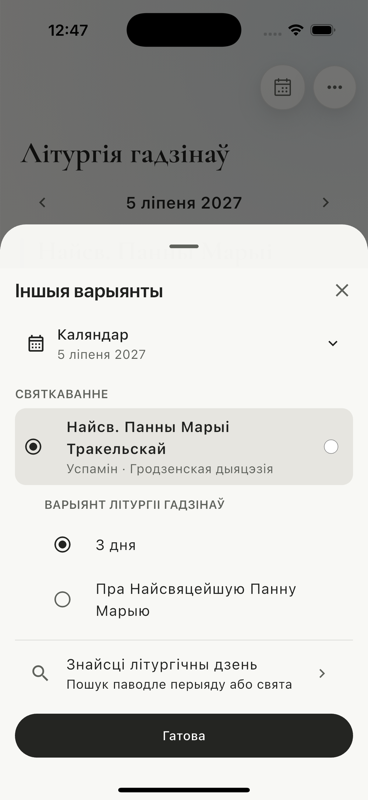 12:47
Літургія гадзінаў
5 ліпеня 2027
Іншыя варыянты
Каляндар
5 ліпеня 2027
СВЯТКАВАННЕ
Найсв. Панны Марыі
Тракельскай
Успамін · Гродзенская дыяцэзія
ВАРЫЯНТ ЛІТУРГІІ ГАДЗІНАЎ
З дня
Пра Найсвяцейшую Панну
Марыю
Знайсці літургічны дзень
Пошук паводле перыяду або свята
Гатова